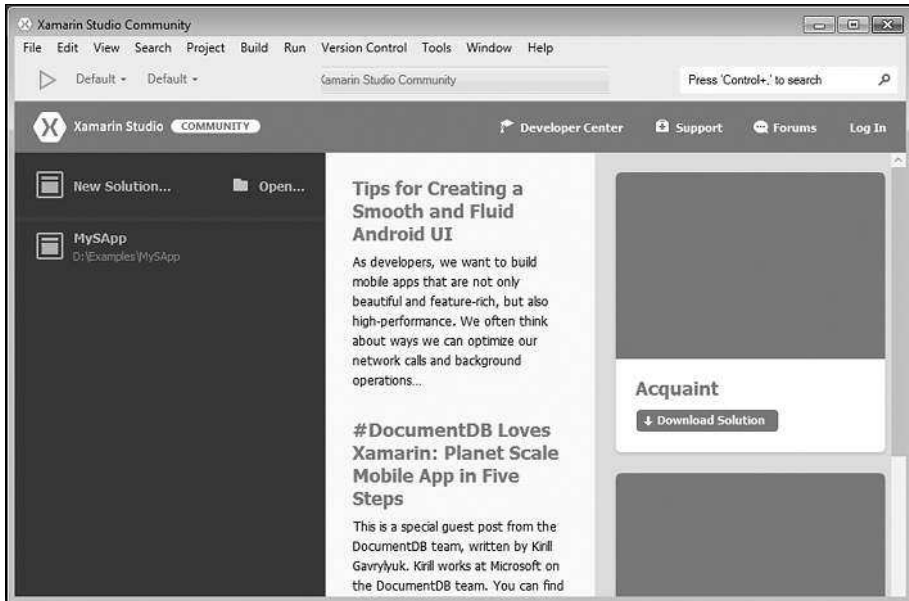 Xamarin Studio Community
File Edit View Search Project Build Run Version Control Tools Window Help
Default Default
Xamarin Studio Community
Press 'Control+,' to search
Xamarin Studio COMMUNITY
Developer Center Support Forums Log In
New Solution... Open...
MySApp
D:\Examples\MySApp
Tips for Creating a
Smooth and Fluid
Android UI
As developers, we want to build
mobile apps that are not only
beautiful and feature-rich, but also
high-performance. We often think
about ways we can optimize our
network calls and background
operations...
#DocumentDB Loves
Xamarin: Planet Scale
Mobile App in Five
Steps
This is a special guest post from the
DocumentDB team, written by Kirill
Gavrylyuk. Kirill works at Microsoft on
the DocumentDB team. You can find
Acquaint
Download Solution